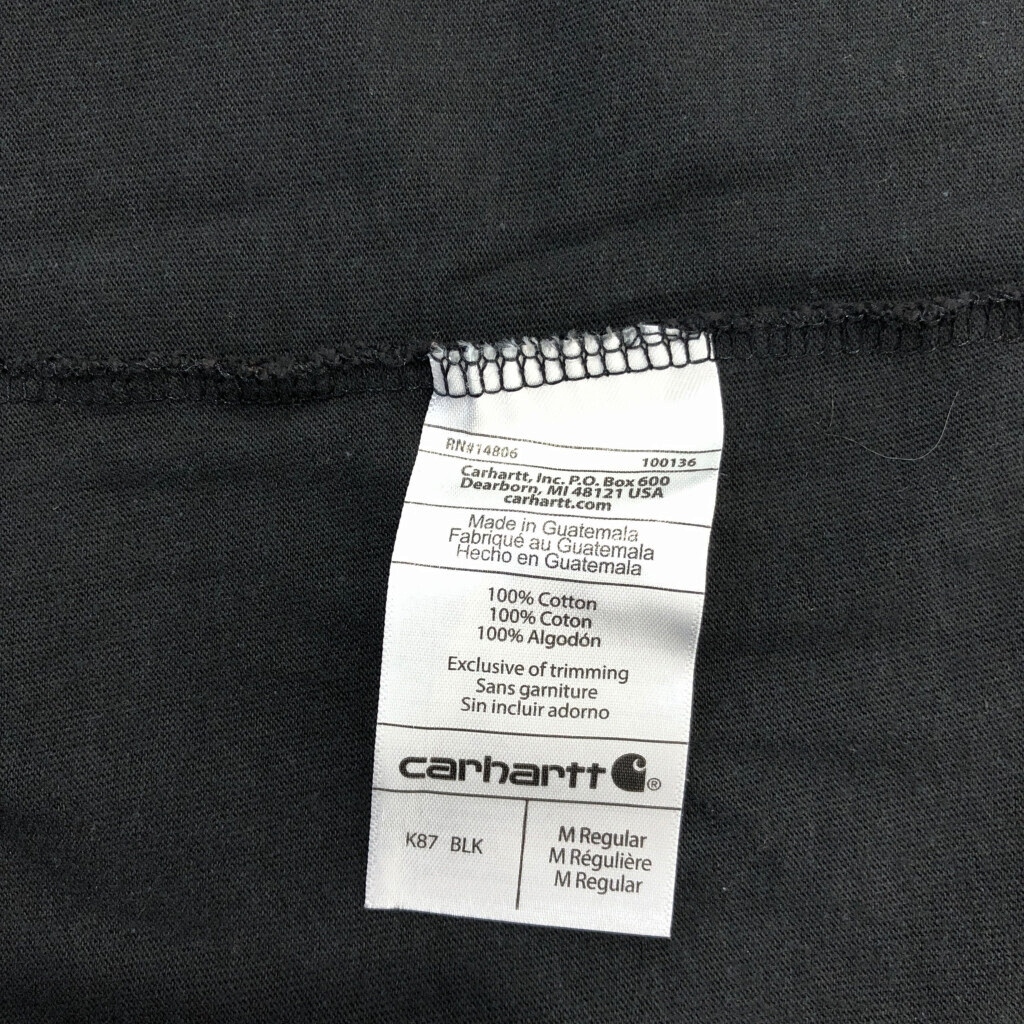 RN#14806 100136
Carhartt, Inc. P.O. Box 600
Dearborn, MI 48121 USA
carhartt.com
Made in Guatemala
Fabriqué au Guatemala
Hecho en Guatemala
100% Cotton
100% Coton
100% Algodón
Exclusive of trimming
Sans garniture
Sin incluir adorno
carhartt ®
K87 BLK
M Regular
M Régulière
M Regular